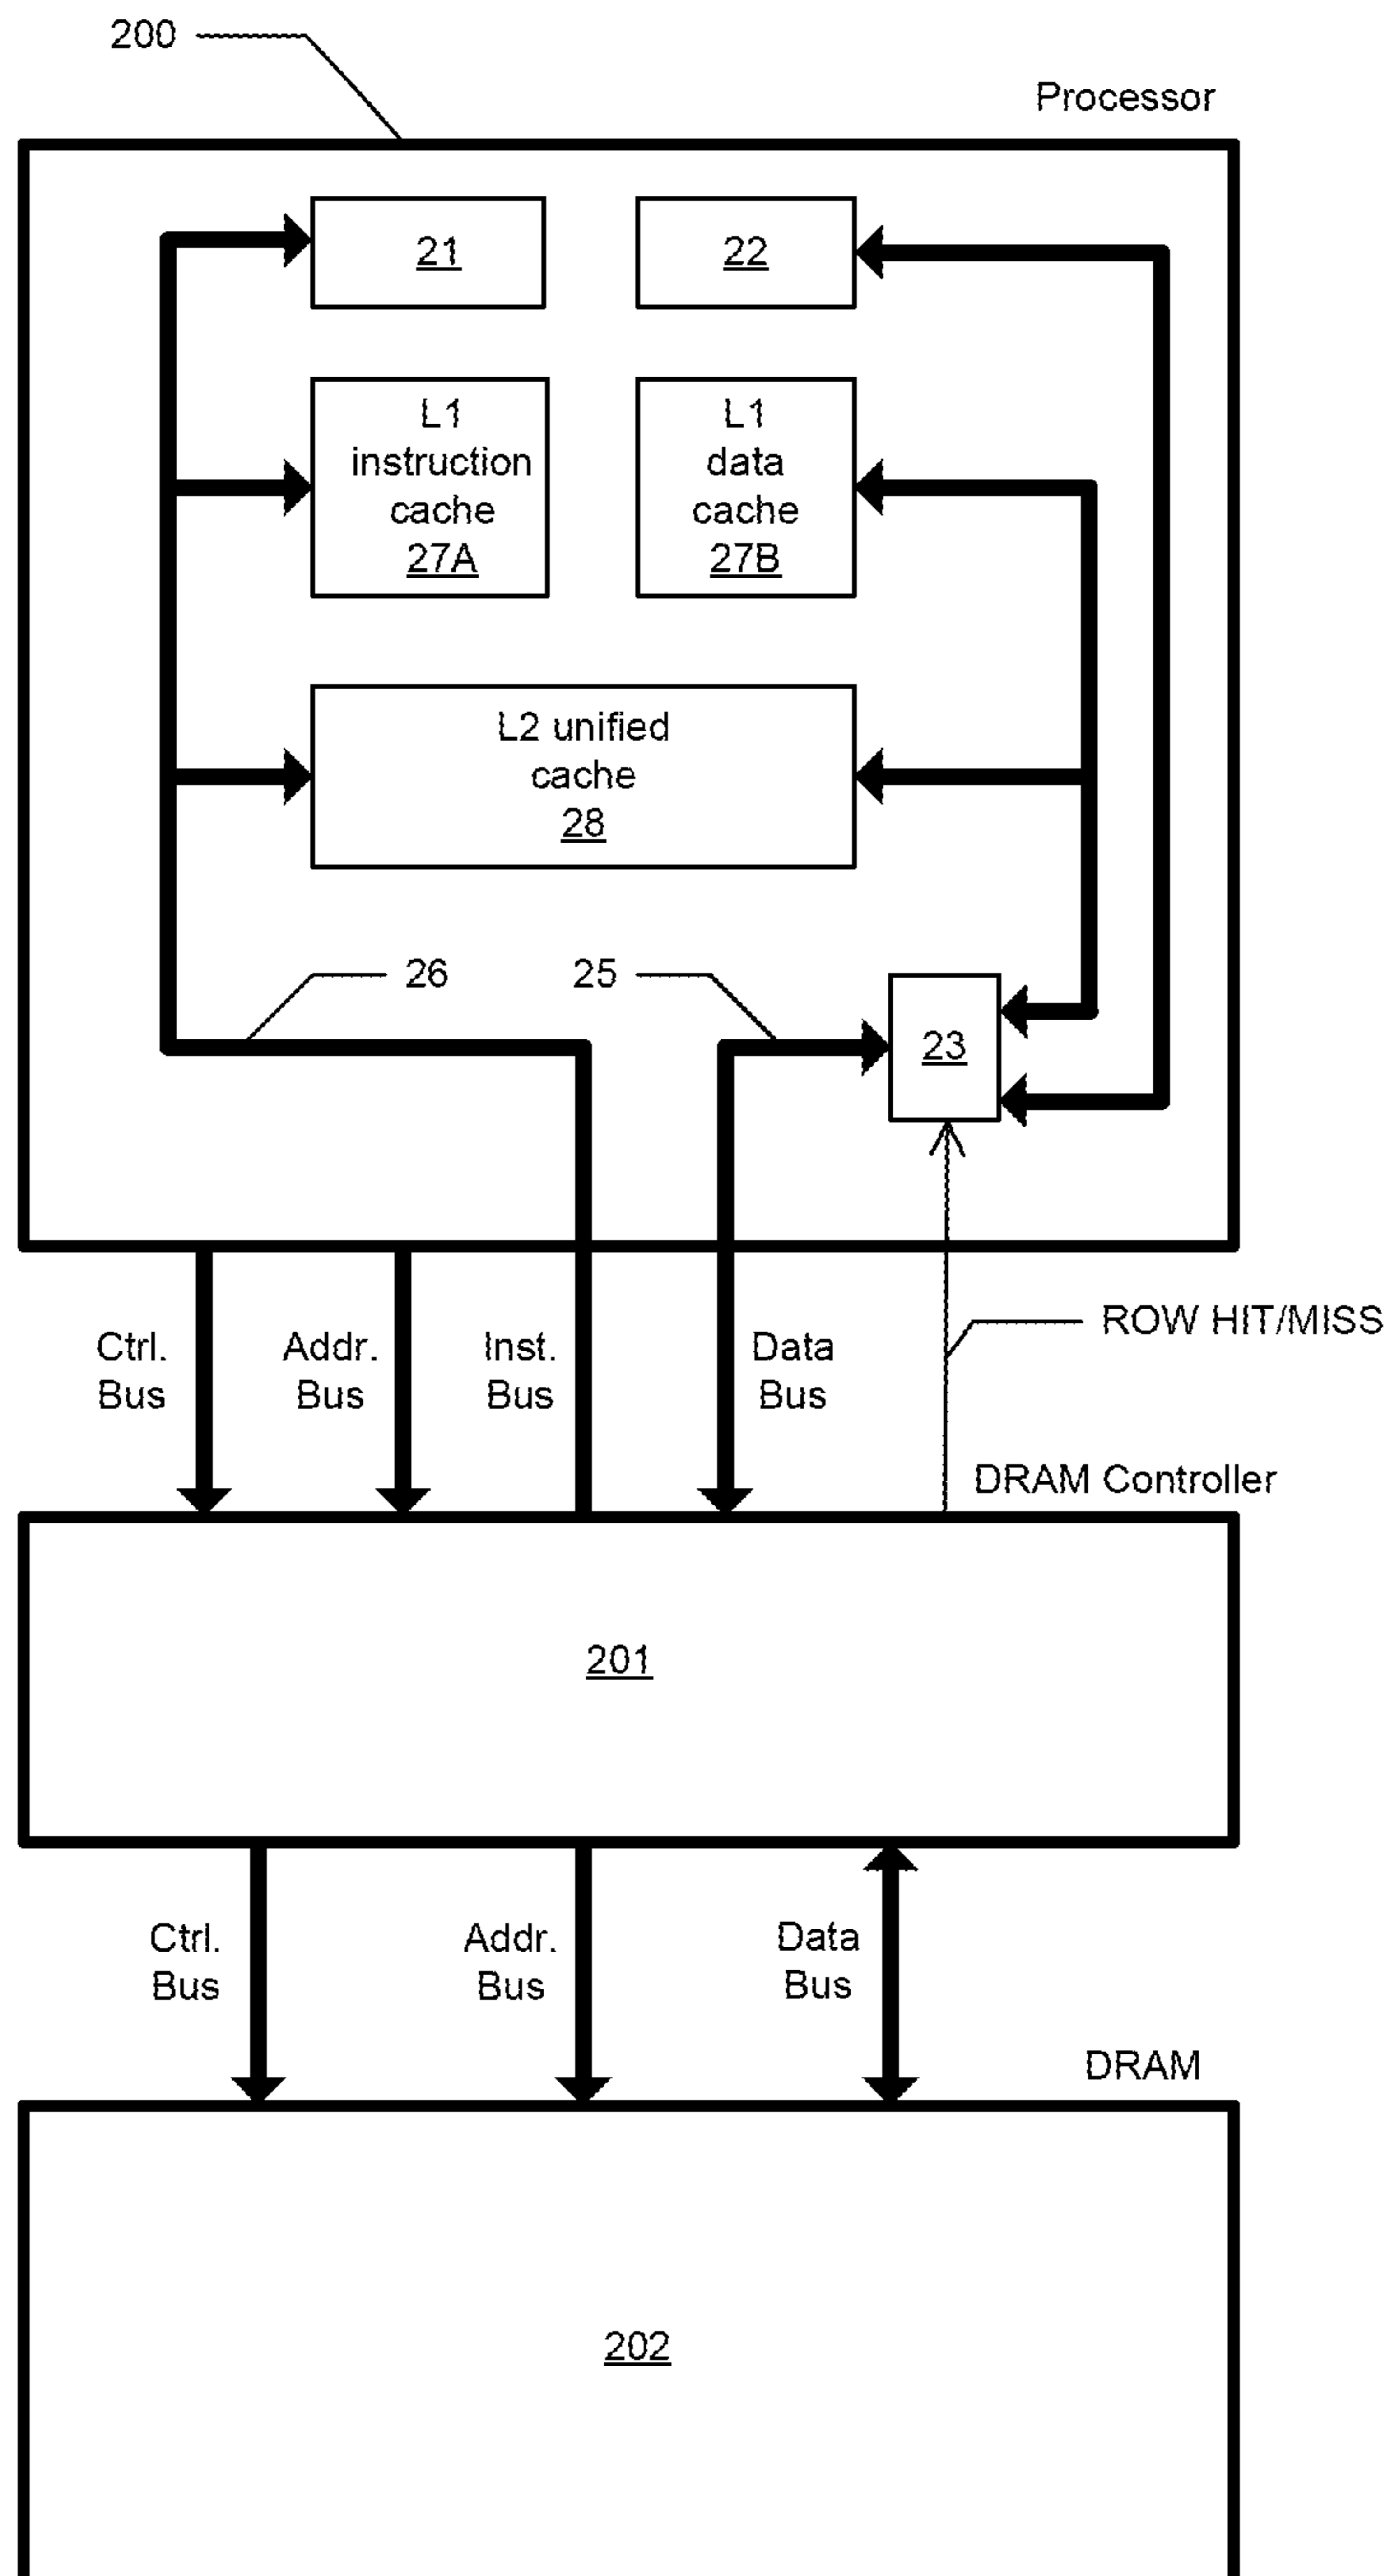 200
Processor
21
22
L1
instruction
cache
27A
L1
data
cache
27B
L2 unified
cache
28
26
25
23
Ctrl.
Bus
Addr.
Bus
Inst.
Bus
Data
Bus
ROW HIT/MISS
DRAM Controller
201
Ctrl.
Bus
Addr.
Bus
Data
Bus
DRAM
202